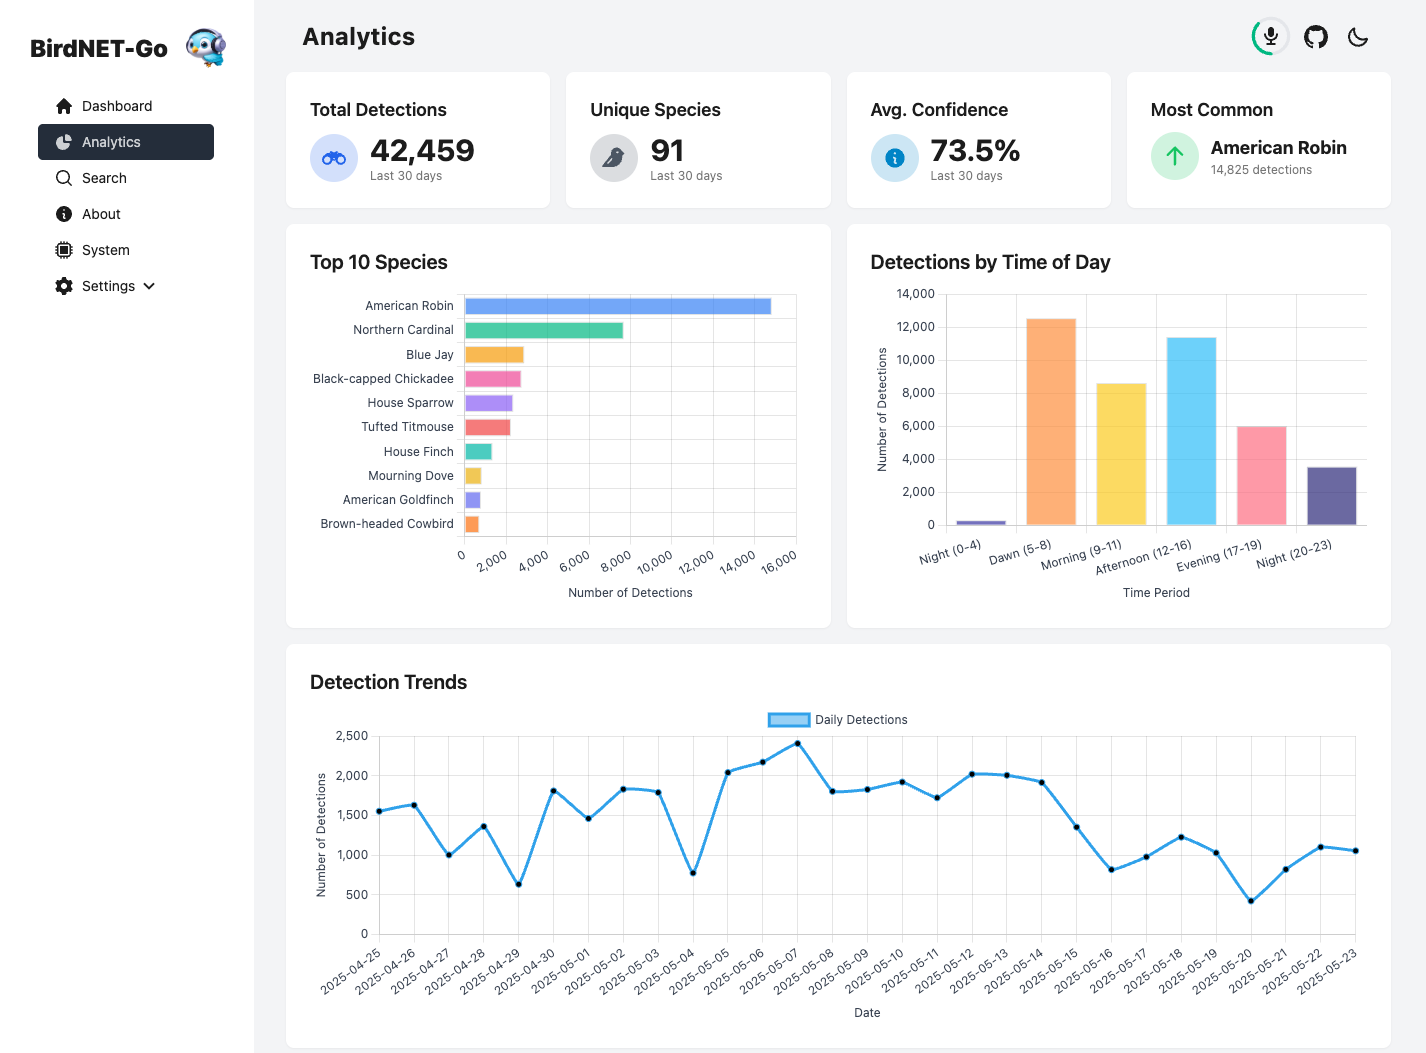 BirdNET-Go
Dashboard
Analytics
Search
About
System
Settings
Analytics
Total Detections
42,459
Last 30 days
Unique Species
91
Last 30 days
Avg. Confidence
73.5%
Last 30 days
Most Common
American Robin
14,825 detections
Top 10 Species
American Robin
Northern Cardinal
Blue Jay
Black-capped Chickadee
House Sparrow
Tufted Titmouse
House Finch
Mourning Dove
American Goldfinch
Brown-headed Cowbird
0 2,000 4,000 6,000 8,000 10,000 12,000 14,000 16,000
Number of Detections
Detections by Time of Day
Number of Detections
14,000
12,000
10,000
8,000
6,000
4,000
2,000
0
Night (0-4) Dawn (5-8) Morning (9-11) Afternoon (12-16) Evening (17-19) Night (20-23)
Time Period
Detection Trends
Daily Detections
Number of Detections
2,500
2,000
1,500
1,000
500
0
2025-04-25 2025-04-26 2025-04-27 2025-04-28 2025-04-29 2025-04-30 2025-05-01 2025-05-02 2025-05-03 2025-05-04 2025-05-05 2025-05-06 2025-05-07 2025-05-08 2025-05-09 2025-05-10 2025-05-11 2025-05-12 2025-05-13 2025-05-14 2025-05-15 2025-05-16 2025-05-17 2025-05-18 2025-05-19 2025-05-20 2025-05-21 2025-05-22 2025-05-23
Date